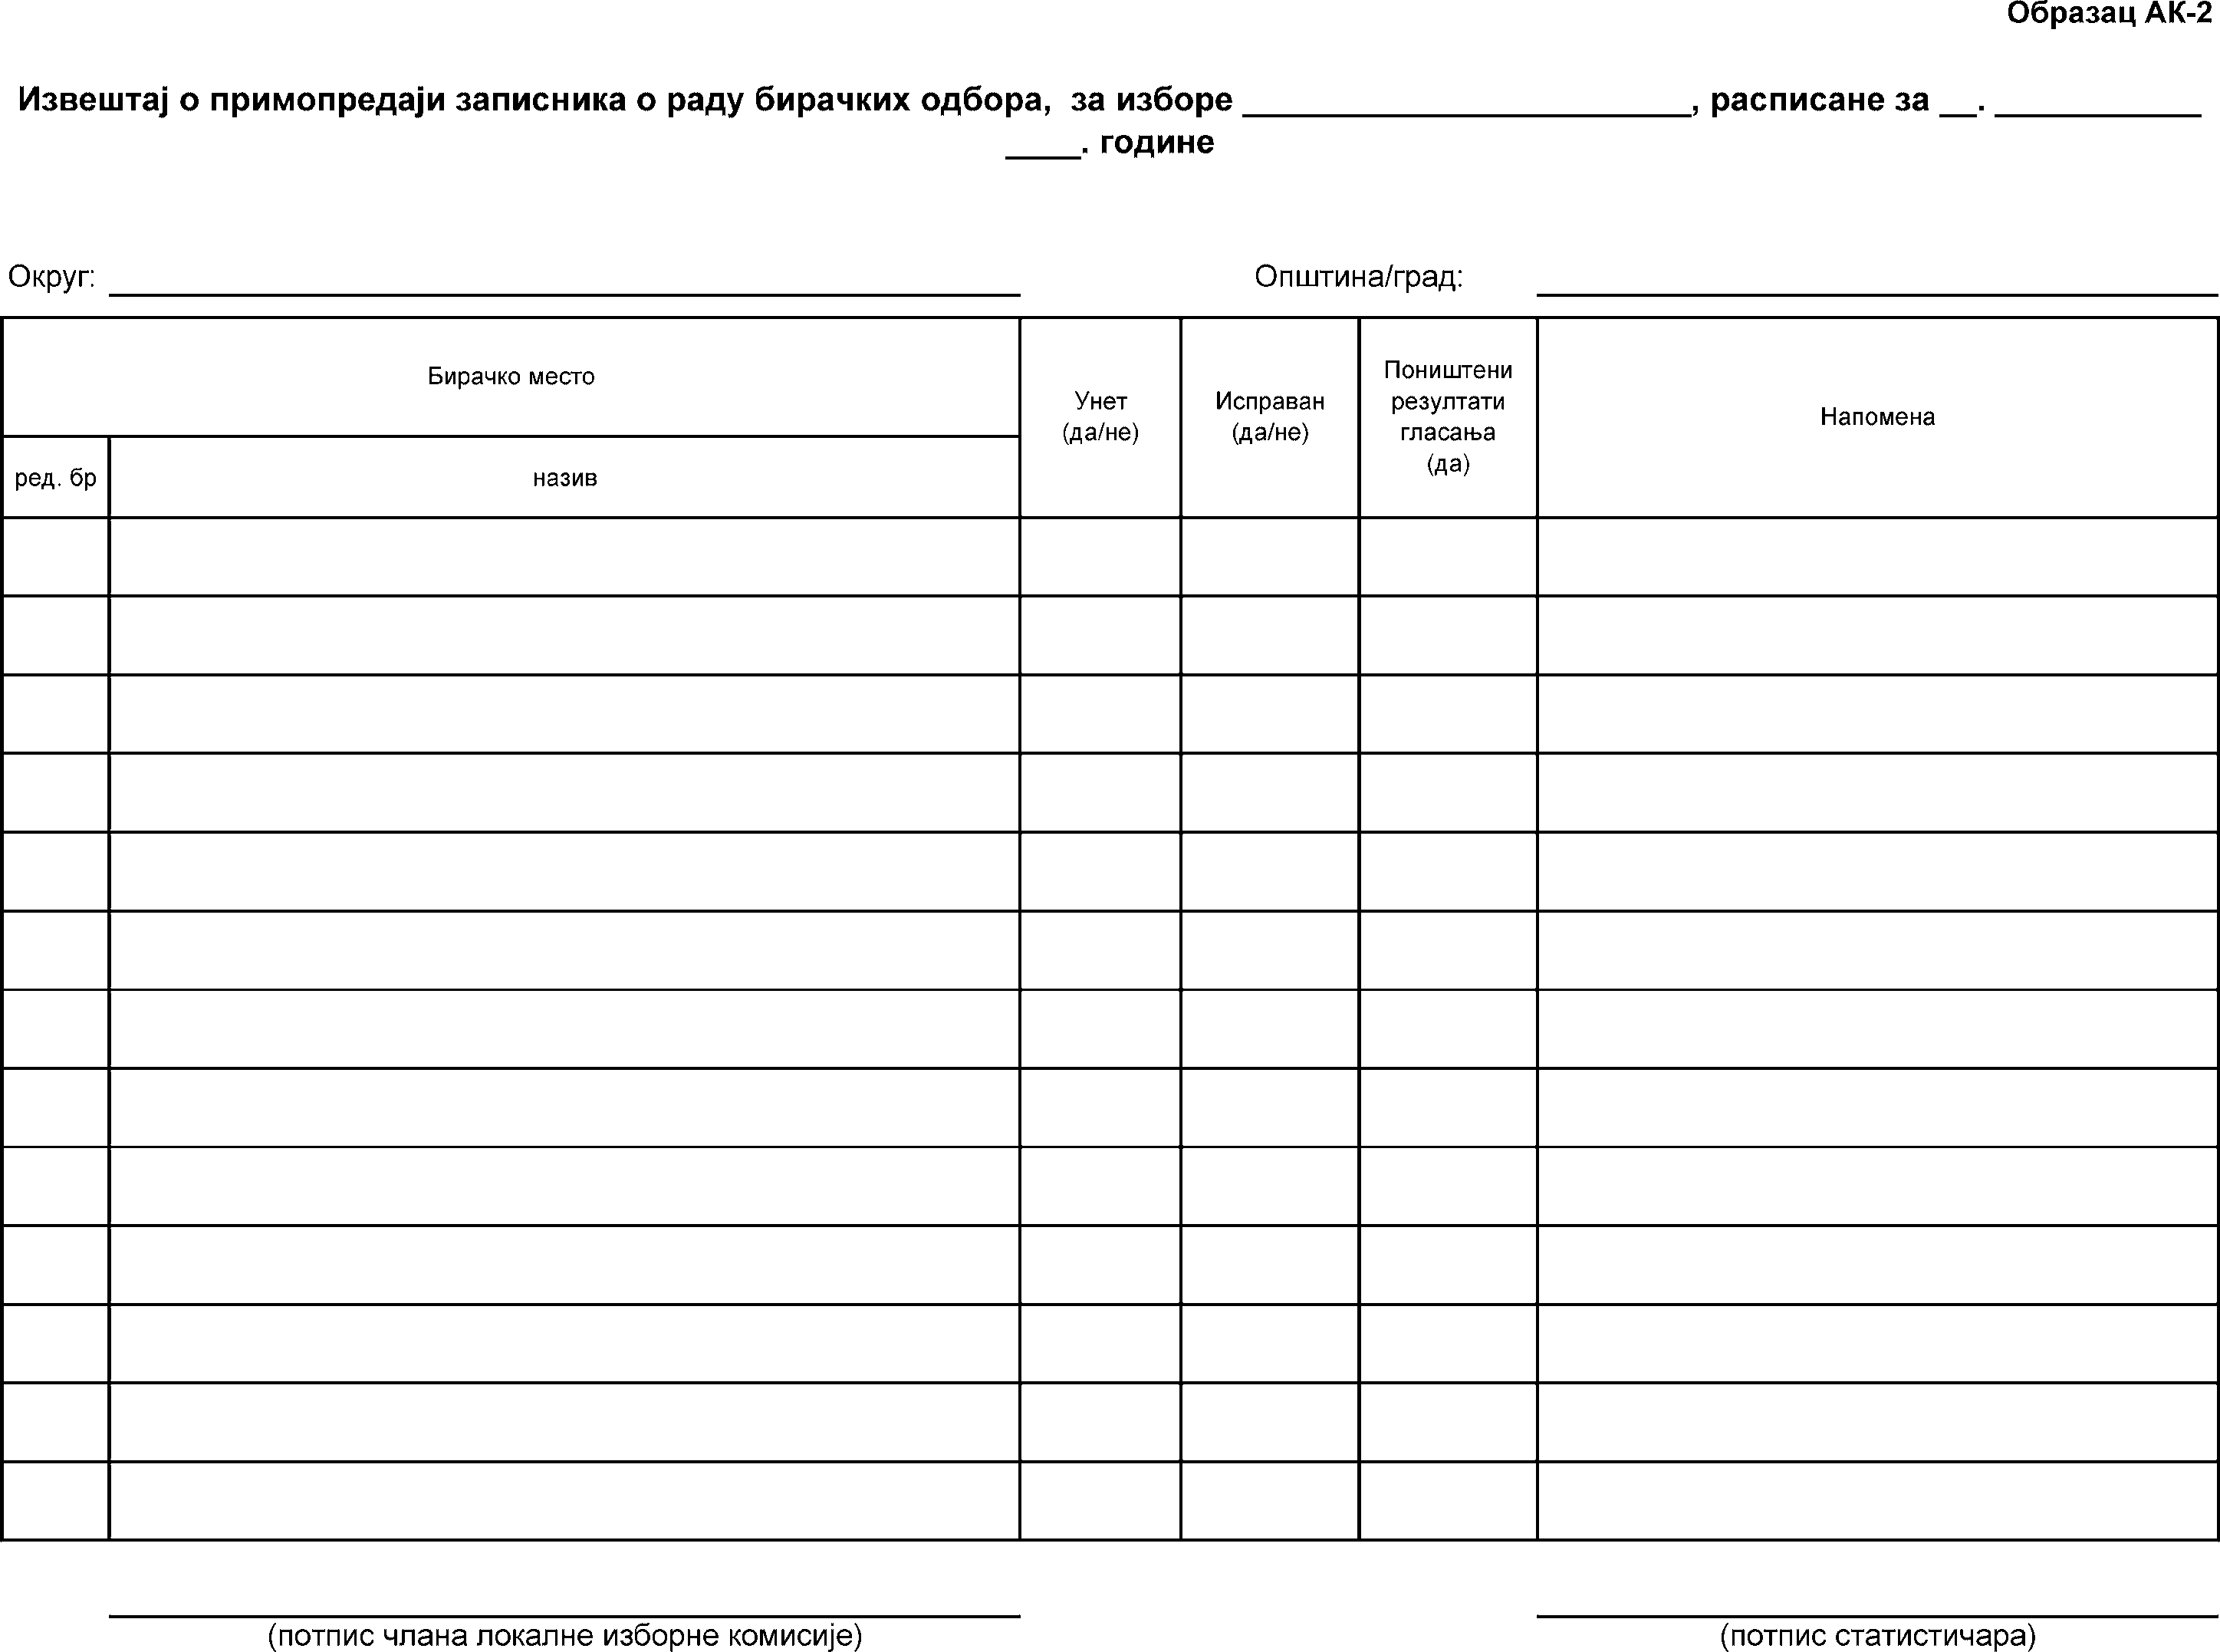 Образац АК-2
Извештај о примопредаји записника о раду бирачких одбора,  за изборе ________________________, расписане за __. ___________
____. године
Округ: Општина/град:
Бирачко место
Унет
(да/не)
Исправан
(да/не)
Поништени
резултати
гласања
(да)
Напомена
ред. бр
назив
(потпис члана локалне изборне комисије) (потпис статистичара)